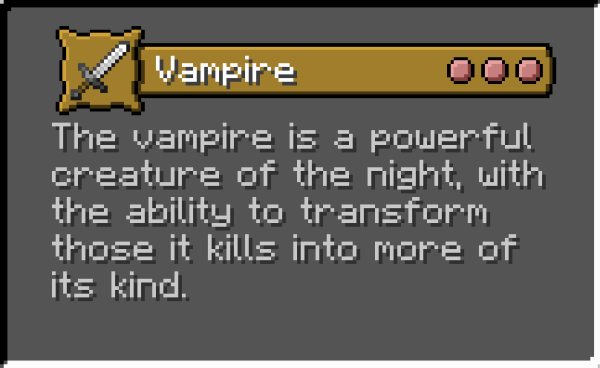 Vampire
The vampire is a powerful
creature of the night, with
the ability to transform
those it kills into more of
its kind.